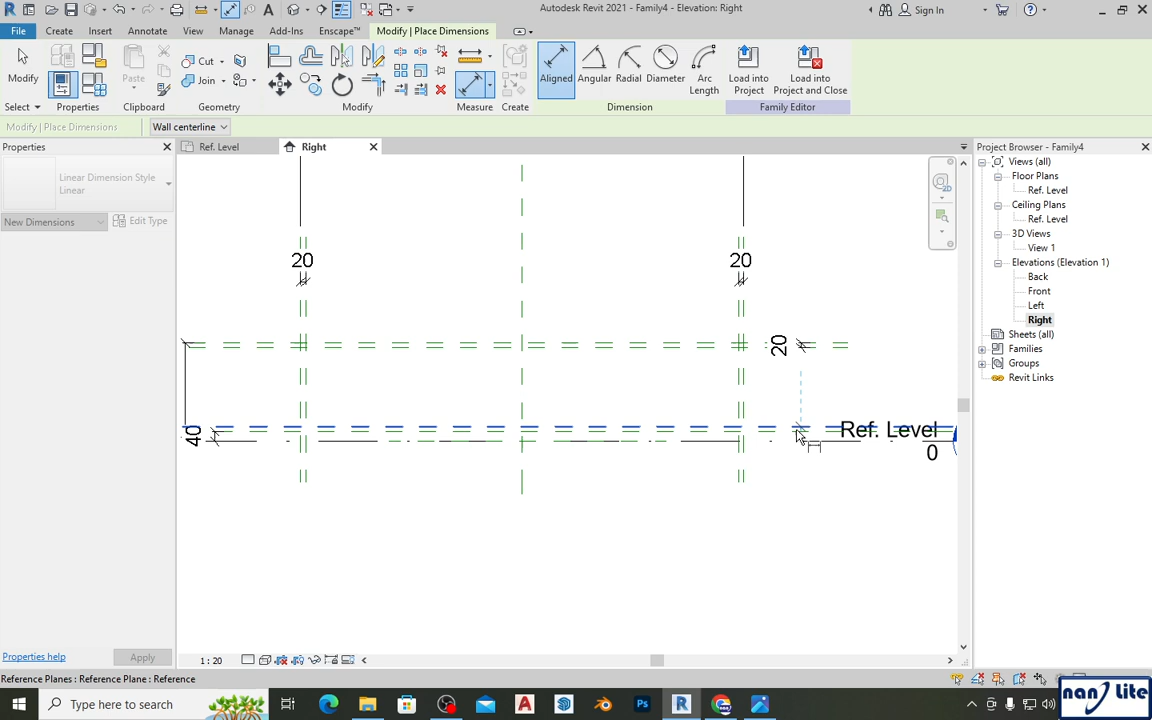 Autodesk Revit 2021 - Family4 - Elevation: Right
Sign In
File Create Insert Annotate View Manage Add-Ins Enscape™ Modify | Place Dimensions
Modify Paste Cut Join Aligned Angular Radial Diameter Arc Length Load into Project Load into Project and Close
Select Properties Clipboard Geometry Modify Measure Create Dimension Family Editor
Modify | Place Dimensions Wall centerline
Properties
Ref. Level
Right
Project Browser - Family4
Linear Dimension Style
Linear
New Dimensions Edit Type
Views (all)
Floor Plans
Ref. Level
Ceiling Plans
Ref. Level
3D Views
View 1
Elevations (Elevation 1)
Back
Front
Left
Right
Sheets (all)
Families
Groups
Revit Links
20
20
20
40
Ref. Level
0
Properties help Apply
1 : 20
Reference Planes : Reference Plane : Reference
Type here to search
nanJ lite